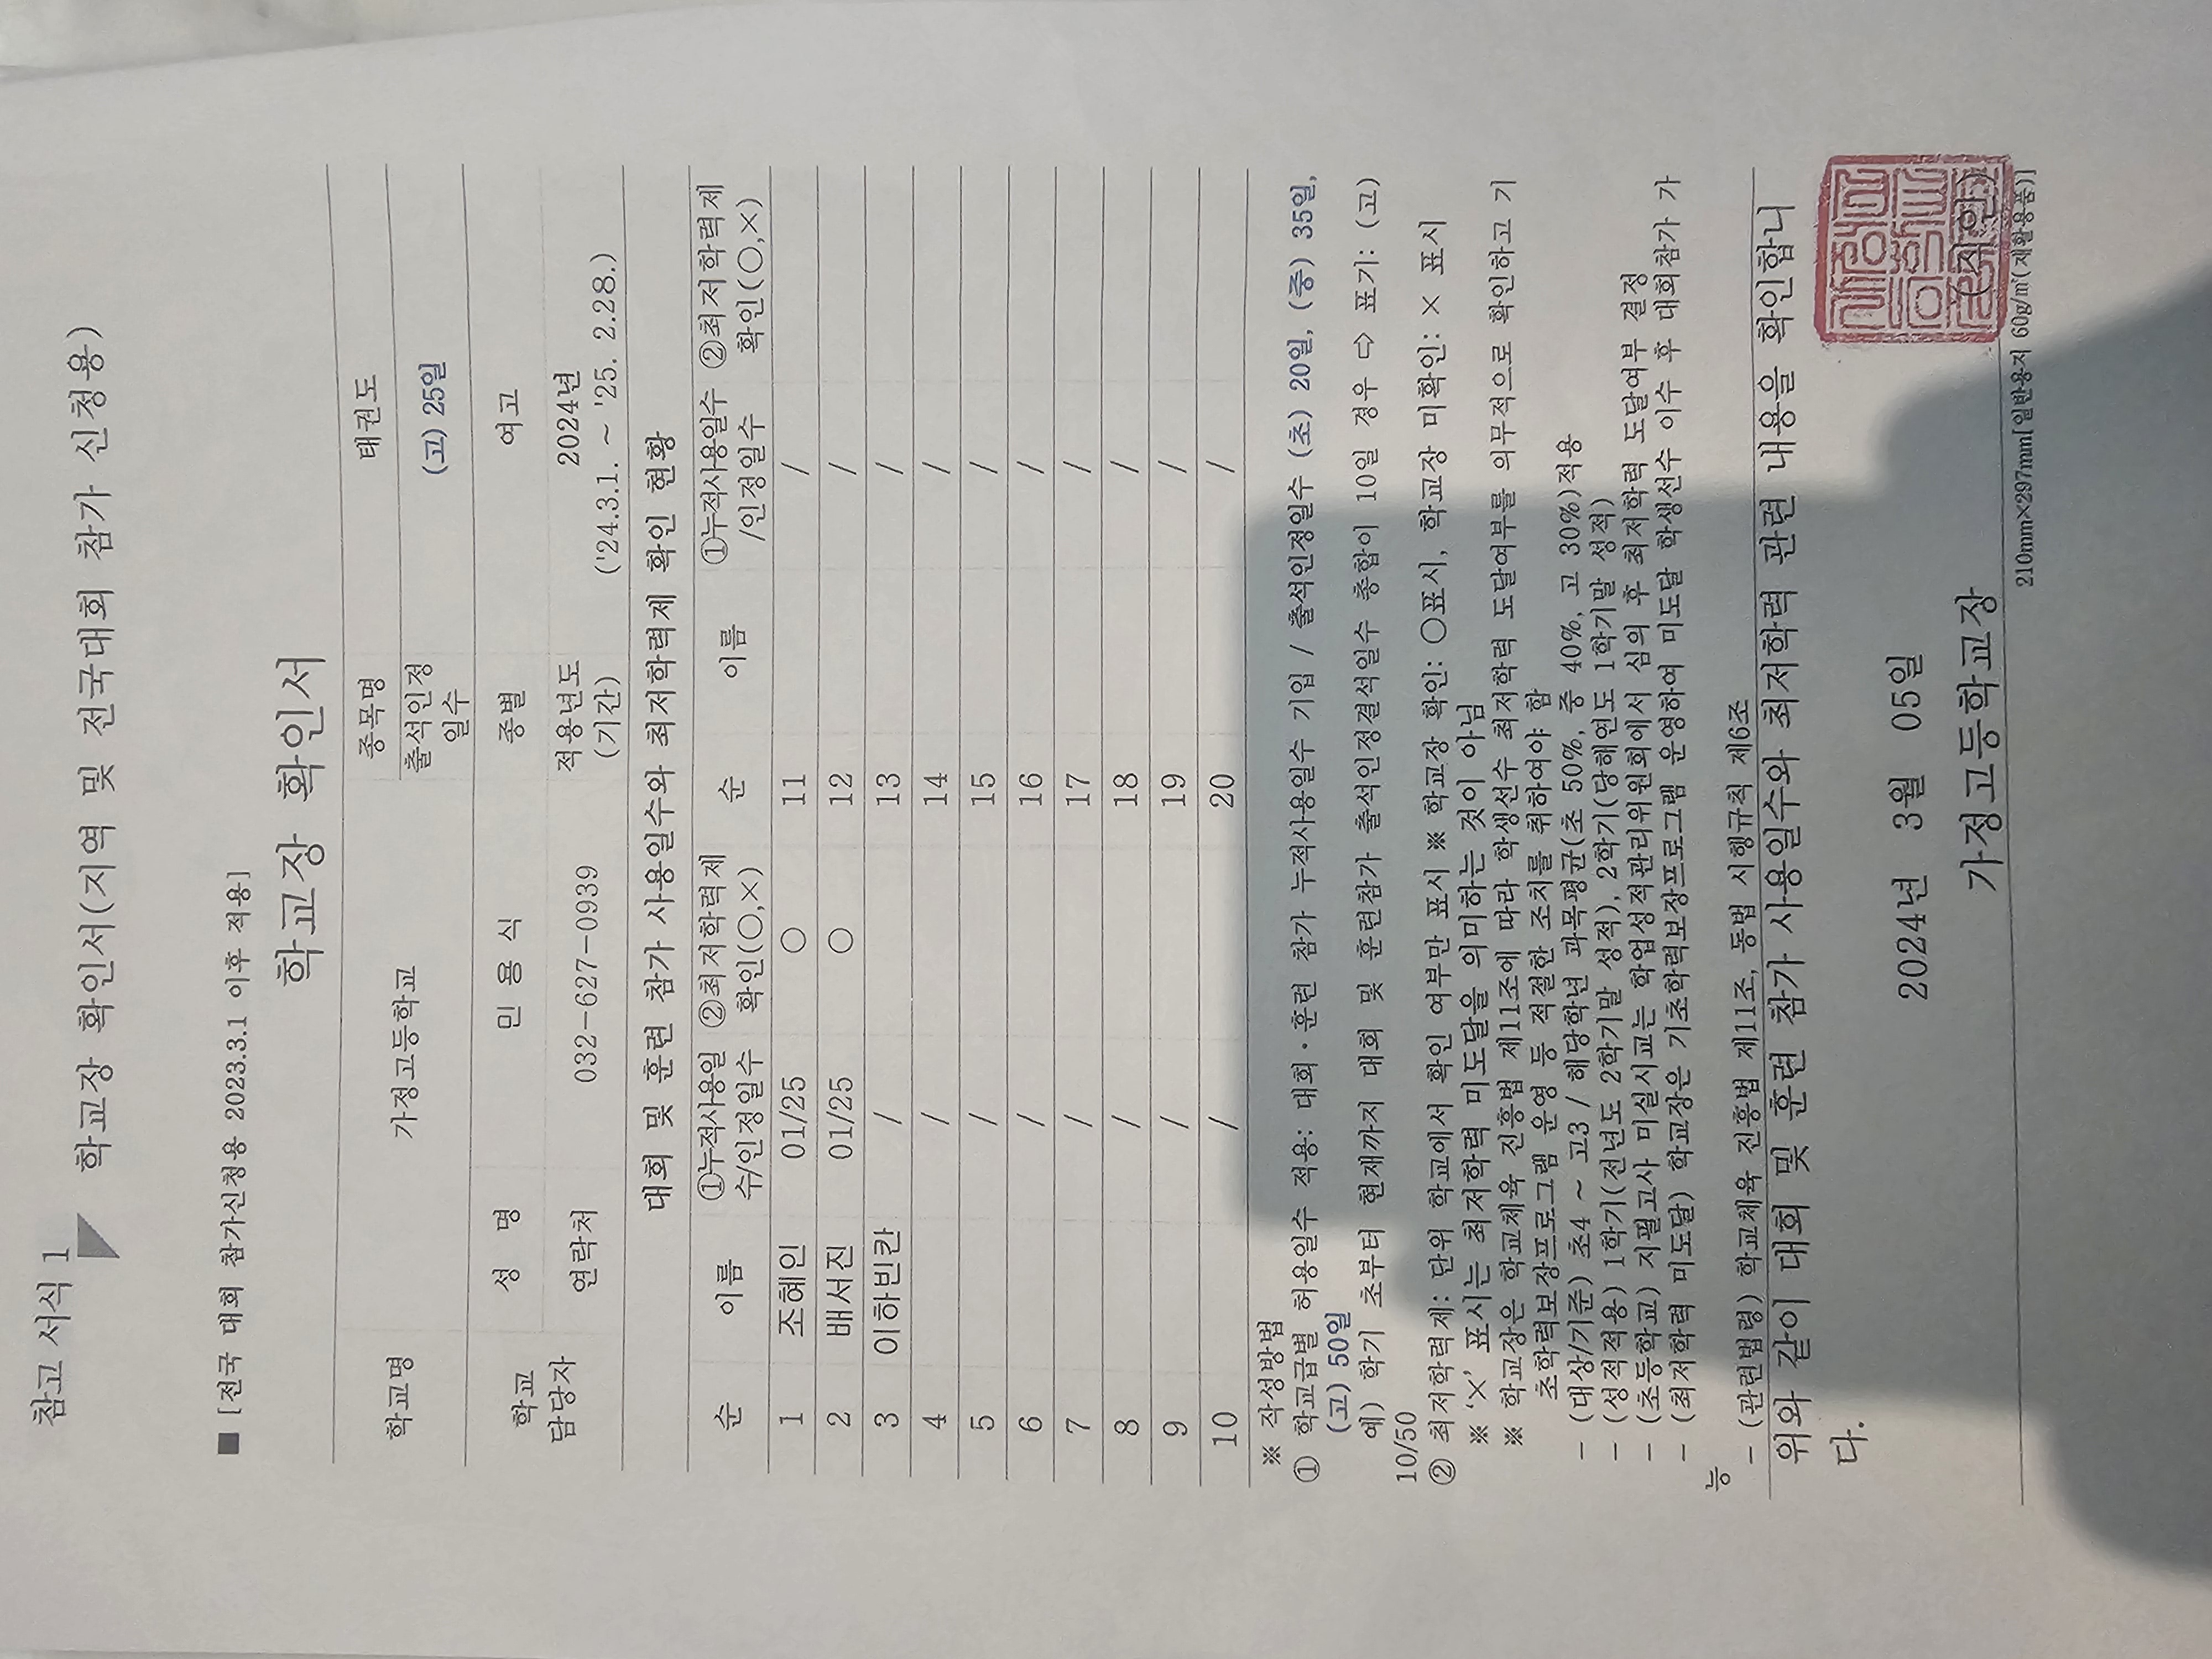 참고 서식 1
학교장 확인서(지역 및 전국대회 참가 신청용)
■ [전국 대회 참가신청용 2023.3.1 이후 적용]
학교장 확인서
학교명 가정고등학교 종목명 태권도
출석인정 일수 (고) 25일
학교 담당자 성 명 민 용 식 종별 여고
연락처 032-627-0939 적용년도 (기간) 2024년 ('24.3.1. ~ '25. 2.28.)
대회 및 훈련 참가 사용일수와 최저학력제 확인 현황
순 이름 ①누적사용일수/인정일수 ②최저학력제 확인(○,×) 순 이름 ①누적사용일수/인정일수 ②최저학력제 확인(○,×)
1 조혜인 01/25 ○ 11 /
2 배서진 01/25 ○ 12 /
3 이하빈칸 / 13 /
4 / 14 /
5 / 15 /
6 / 16 /
7 / 17 /
8 / 18 /
9 / 19 /
10 / 20 /
※ 작성방법
① 학교급별 허용일수 적용: 대회·훈련 참가 누적사용일수 기입 / 출석인정일수 (초) 20일, (중) 35일,
(고) 50일
예) 학기 초부터 현재까지 대회 및 훈련참가 출석인정결석일수 총합이 10일 경우 ⇨ 표기: (고)
10/50
② 최저학력제: 단위 학교에서 확인 여부만 표시 ※ 학교장 확인: ○표시, 학교장 미확인: × 표시
※ '×' 표시는 최저학력 미도달을 의미하는 것이 아님
※ 학교장은 학교체육 진흥법 제11조에 따라 학생선수 최저학력 도달여부를 의무적으로 확인하고 기
초학력보장프로그램 운영 등 적절한 조치를 취하여야 함
- (대상/기준) 초4 ~ 고3 / 해당학년 과목평균(초 50%, 중 40%, 고 30%)적용
- (성적적용) 1학기(전년도 2학기말 성적), 2학기(당해연도 1학기말 성적)
- (초등학교) 지필고사 미실시교는 학업성적관리위원회에서 심의 후 최저학력 도달여부 결정
- (최저학력 미도달) 학교장은 기초학력보장프로그램 운영하여 미도달 학생선수 이수 후 대회참가 가
능
- (관련법령) 학교체육 진흥법 제11조, 동법 시행규칙 제6조
위와 같이 대회 및 훈련 참가 사용일수와 최저학력 관련 내용을 확인합니
다.
2024년 3월 05일
가정고등학교장 (직인)
210mm×297mm[일반용지 60g/㎡(재활용품)]